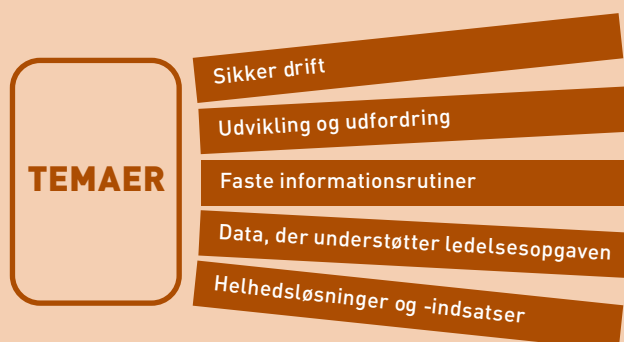 TEMAER
Sikker drift
Udvikling og udfordring
Faste informationsrutiner
Data, der understøtter ledelsesopgaven
Helhedsløsninger og -indsatser